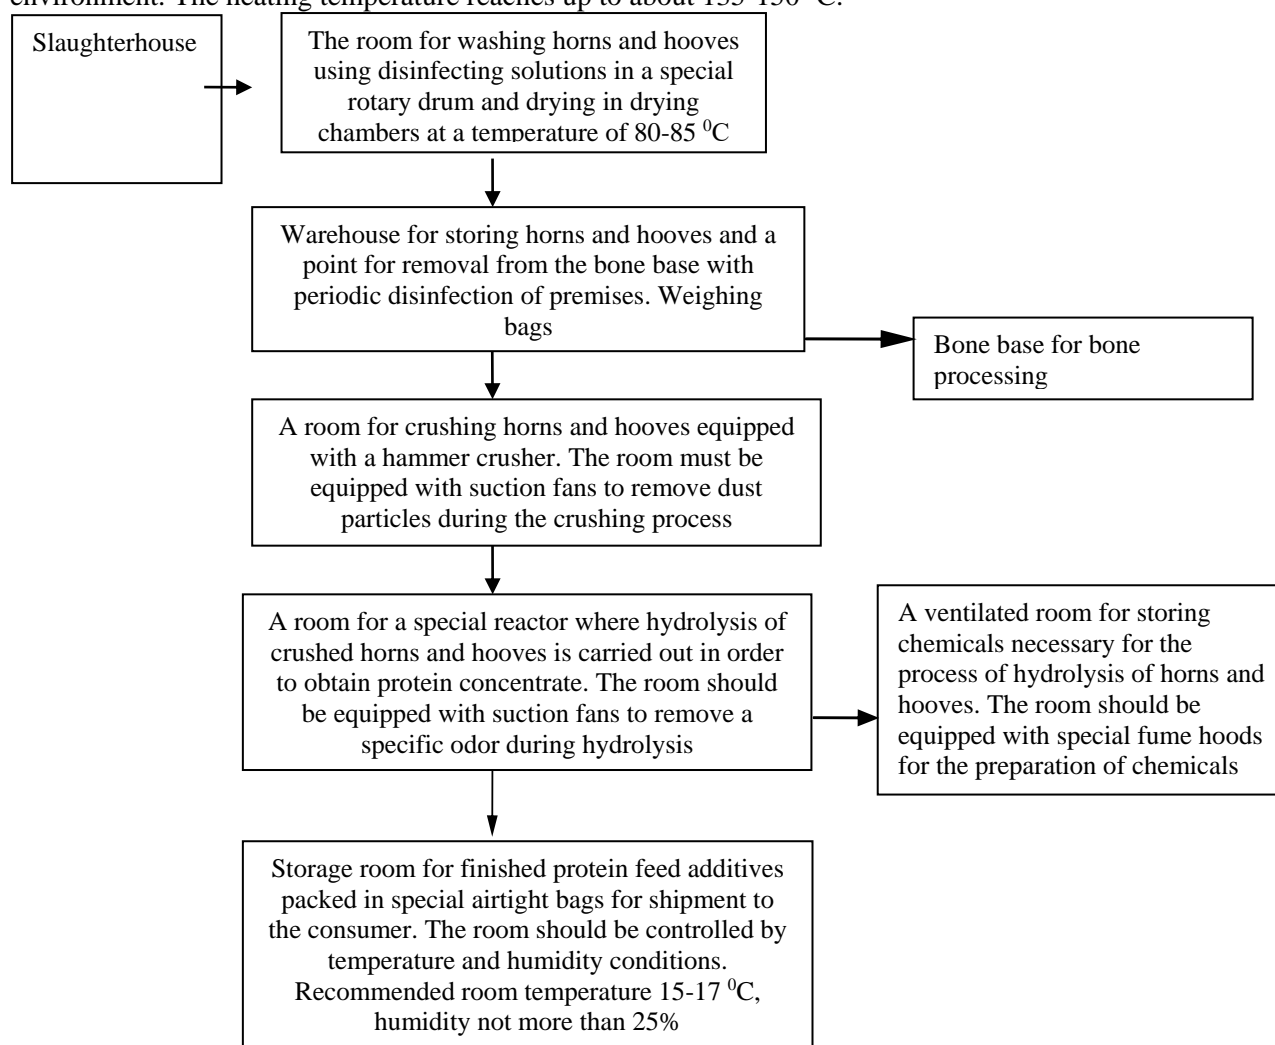 environment. The heating temperature reaches up to about 135-150 °C.
Slaughterhouse
The room for washing horns and hooves
using disinfecting solutions in a special
rotary drum and drying in drying
chambers at a temperature of 80-85 ⁰C
Warehouse for storing horns and hooves and a
point for removal from the bone base with
periodic disinfection of premises. Weighing
bags
Bone base for bone
processing
A room for crushing horns and hooves equipped
with a hammer crusher. The room must be
equipped with suction fans to remove dust
particles during the crushing process
A room for a special reactor where hydrolysis of
crushed horns and hooves is carried out in order
to obtain protein concentrate. The room should
be equipped with suction fans to remove a
specific odor during hydrolysis
A ventilated room for storing
chemicals necessary for the
process of hydrolysis of horns and
hooves. The room should be
equipped with special fume hoods
for the preparation of chemicals
Storage room for finished protein feed additives
packed in special airtight bags for shipment to
the consumer. The room should be controlled by
temperature and humidity conditions.
Recommended room temperature 15-17 ⁰C,
humidity not more than 25%